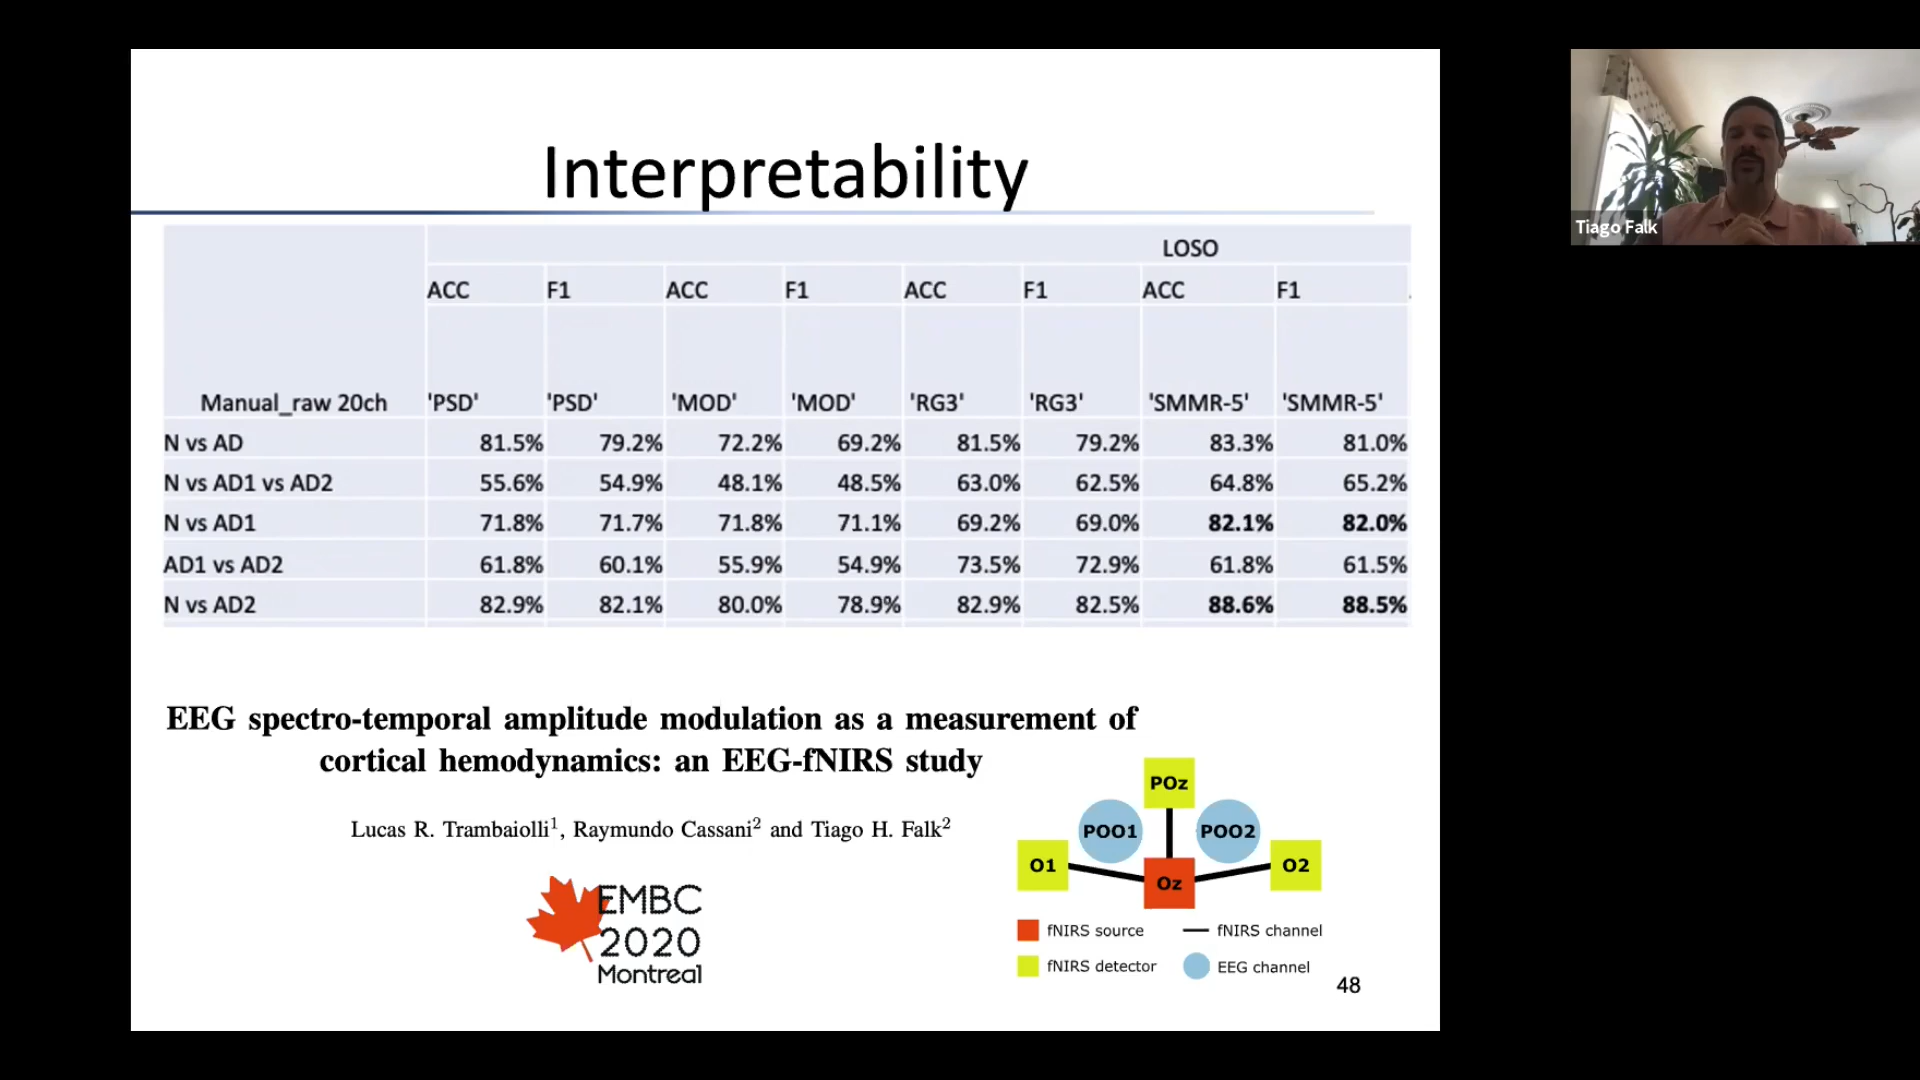 Interpretability
LOSO
ACC F1 ACC F1 ACC F1 ACC F1
Manual_raw 20ch 'PSD' 'PSD' 'MOD' 'MOD' 'RG3' 'RG3' 'SMMR-5' 'SMMR-5'
N vs AD 81.5% 79.2% 72.2% 69.2% 81.5% 79.2% 83.3% 81.0%
N vs AD1 vs AD2 55.6% 54.9% 48.1% 48.5% 63.0% 62.5% 64.8% 65.2%
N vs AD1 71.8% 71.7% 71.8% 71.1% 69.2% 69.0% 82.1% 82.0%
AD1 vs AD2 61.8% 60.1% 55.9% 54.9% 73.5% 72.9% 61.8% 61.5%
N vs AD2 82.9% 82.1% 80.0% 78.9% 82.9% 82.5% 88.6% 88.5%
EEG spectro-temporal amplitude modulation as a measurement of
cortical hemodynamics: an EEG-fNIRS study
Lucas R. Trambaiolli1, Raymundo Cassani2 and Tiago H. Falk2
EMBC
2020
Montreal
POz
POO1 POO2
O1 Oz O2
fNIRS source fNIRS channel
fNIRS detector EEG channel
48
Tiago Falk